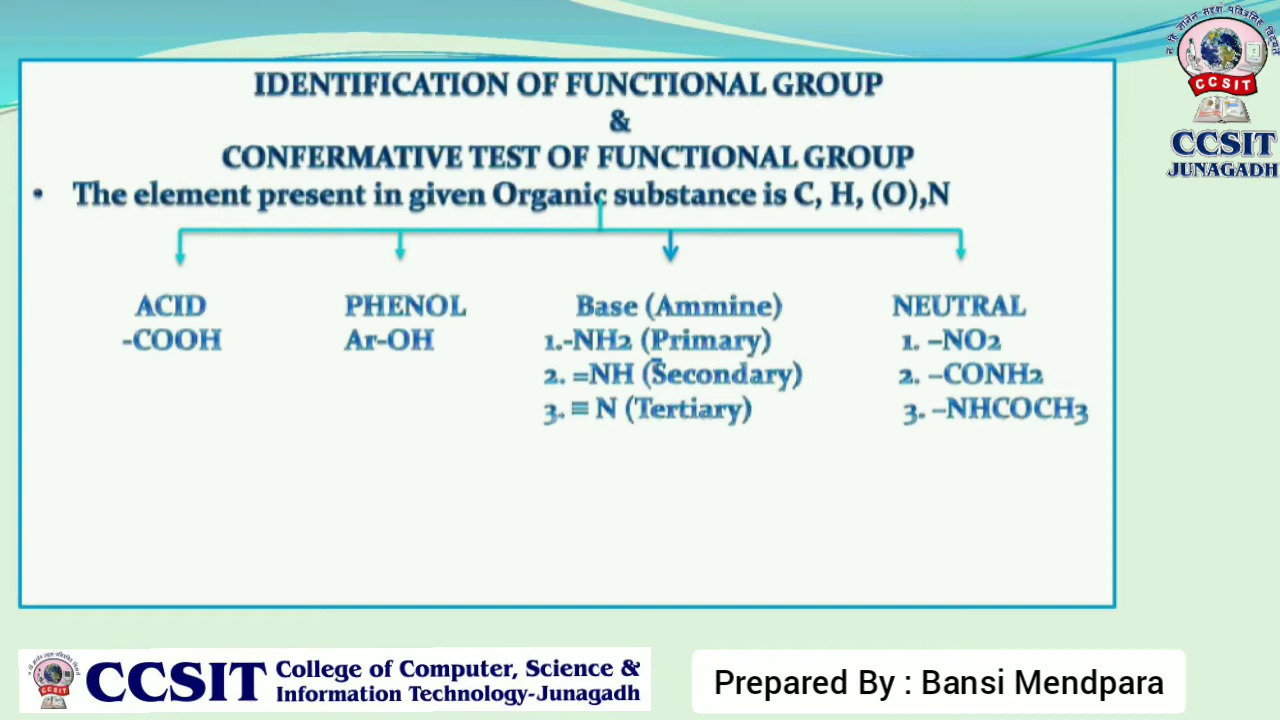 IDENTIFICATION OF FUNCTIONAL GROUP
&
CONFERMATIVE TEST OF FUNCTIONAL GROUP
• The element present in given Organic substance is C, H, (O),N
ACID
-COOH
PHENOL
Ar-OH
Base (Ammine)
1.-NH2 (Primary)
2. =NH (Secondary)
3. ≡ N (Tertiary)
NEUTRAL
1. –NO2
2. –CONH2
3. –NHCOCH3
CCSIT
CCSIT
JUNAGADH
CCSIT
CCSIT
College of Computer, Science &
Information Technology-Junagadh
Prepared By : Bansi Mendpara